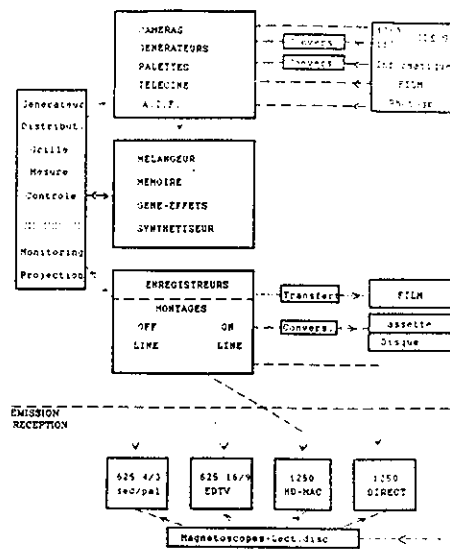 CAMERAS
GENERATEURS
PALETTES
TELECINE
A.I.F.
Convers.
Convers.
FILM
Photogr
Generateur
Distribut.
Grille
Mesure
Controle
Monitoring
Projection
MELANGEUR
MEMOIRE
GENE-EFFETS
SYNTHETISEUR
ENREGISTREURS
MONTAGES
OFF ON
LINE LINE
Transfert
FILM
Convers.
assette
Disque
EMISSION
RECEPTION
625 4/3
sec/pal
625 16/9
EDTV
1250
HD-MAC
1250
DIRECT
Magnetoscopes-Lect.disc